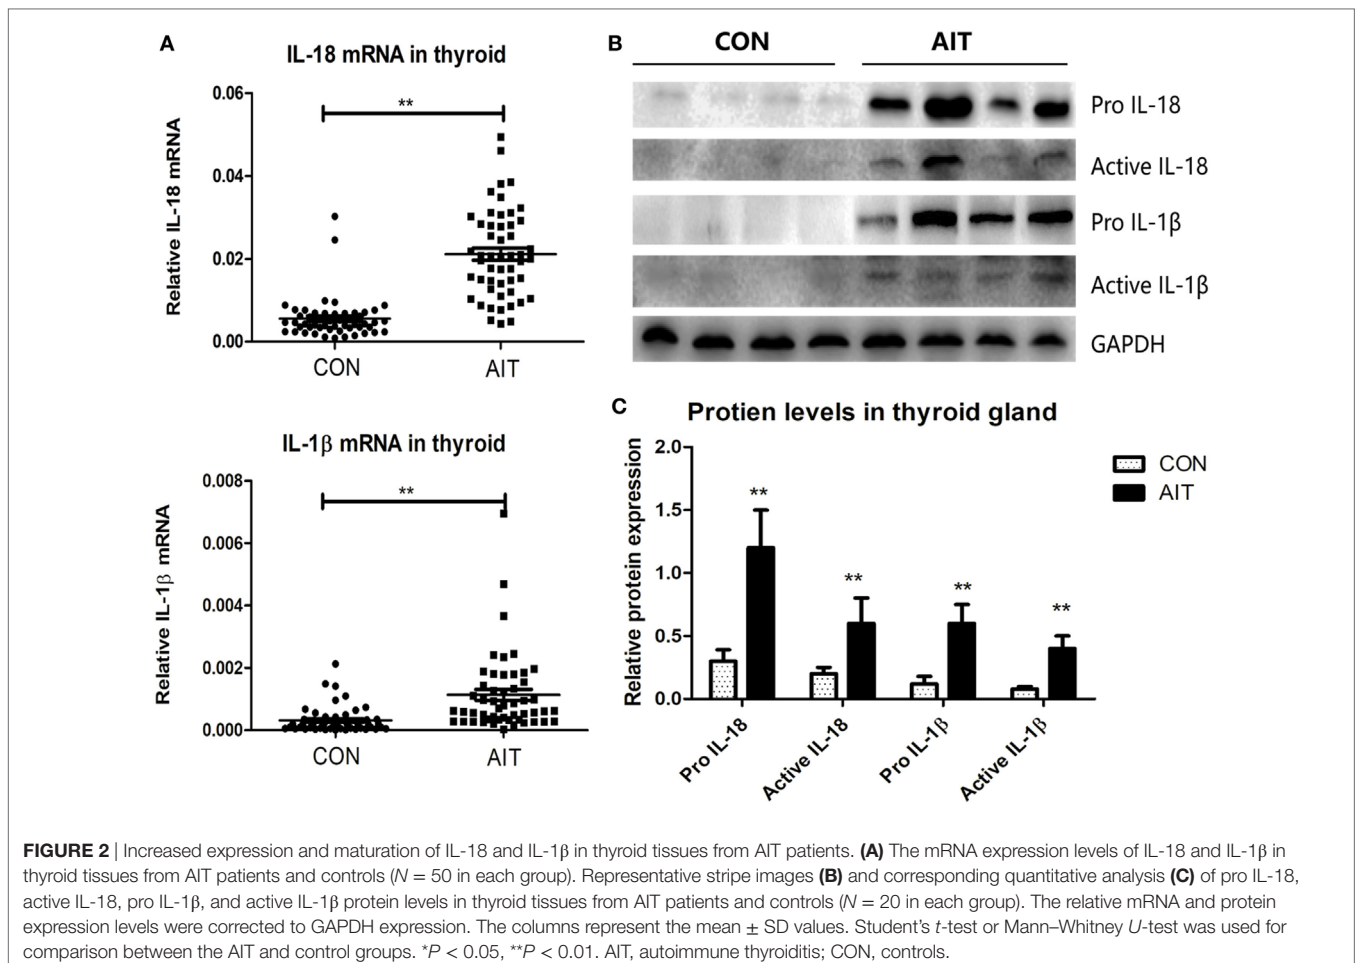 A
IL-18 mRNA in thyroid
**
Relative IL-18 mRNA
0.06
0.04
0.02
0.00
CON
AIT
IL-1β mRNA in thyroid
**
Relative IL-1β mRNA
0.008
0.006
0.004
0.002
0.000
CON
AIT
B
CON
AIT
Pro IL-18
Active IL-18
Pro IL-1β
Active IL-1β
GAPDH
C
Protien levels in thyroid gland
Relative protein expression
2.0
1.5
1.0
0.5
0.0
**
**
**
**
CON
AIT
Pro IL-18
Active IL-18
Pro IL-1β
Active IL-1β
FIGURE 2 | Increased expression and maturation of IL-18 and IL-1β in thyroid tissues from AIT patients. (A) The mRNA expression levels of IL-18 and IL-1β in
thyroid tissues from AIT patients and controls (N = 50 in each group). Representative stripe images (B) and corresponding quantitative analysis (C) of pro IL-18,
active IL-18, pro IL-1β, and active IL-1β protein levels in thyroid tissues from AIT patients and controls (N = 20 in each group). The relative mRNA and protein
expression levels were corrected to GAPDH expression. The columns represent the mean ± SD values. Student's t-test or Mann–Whitney U-test was used for
comparison between the AIT and control groups. *P < 0.05, **P < 0.01. AIT, autoimmune thyroiditis; CON, controls.